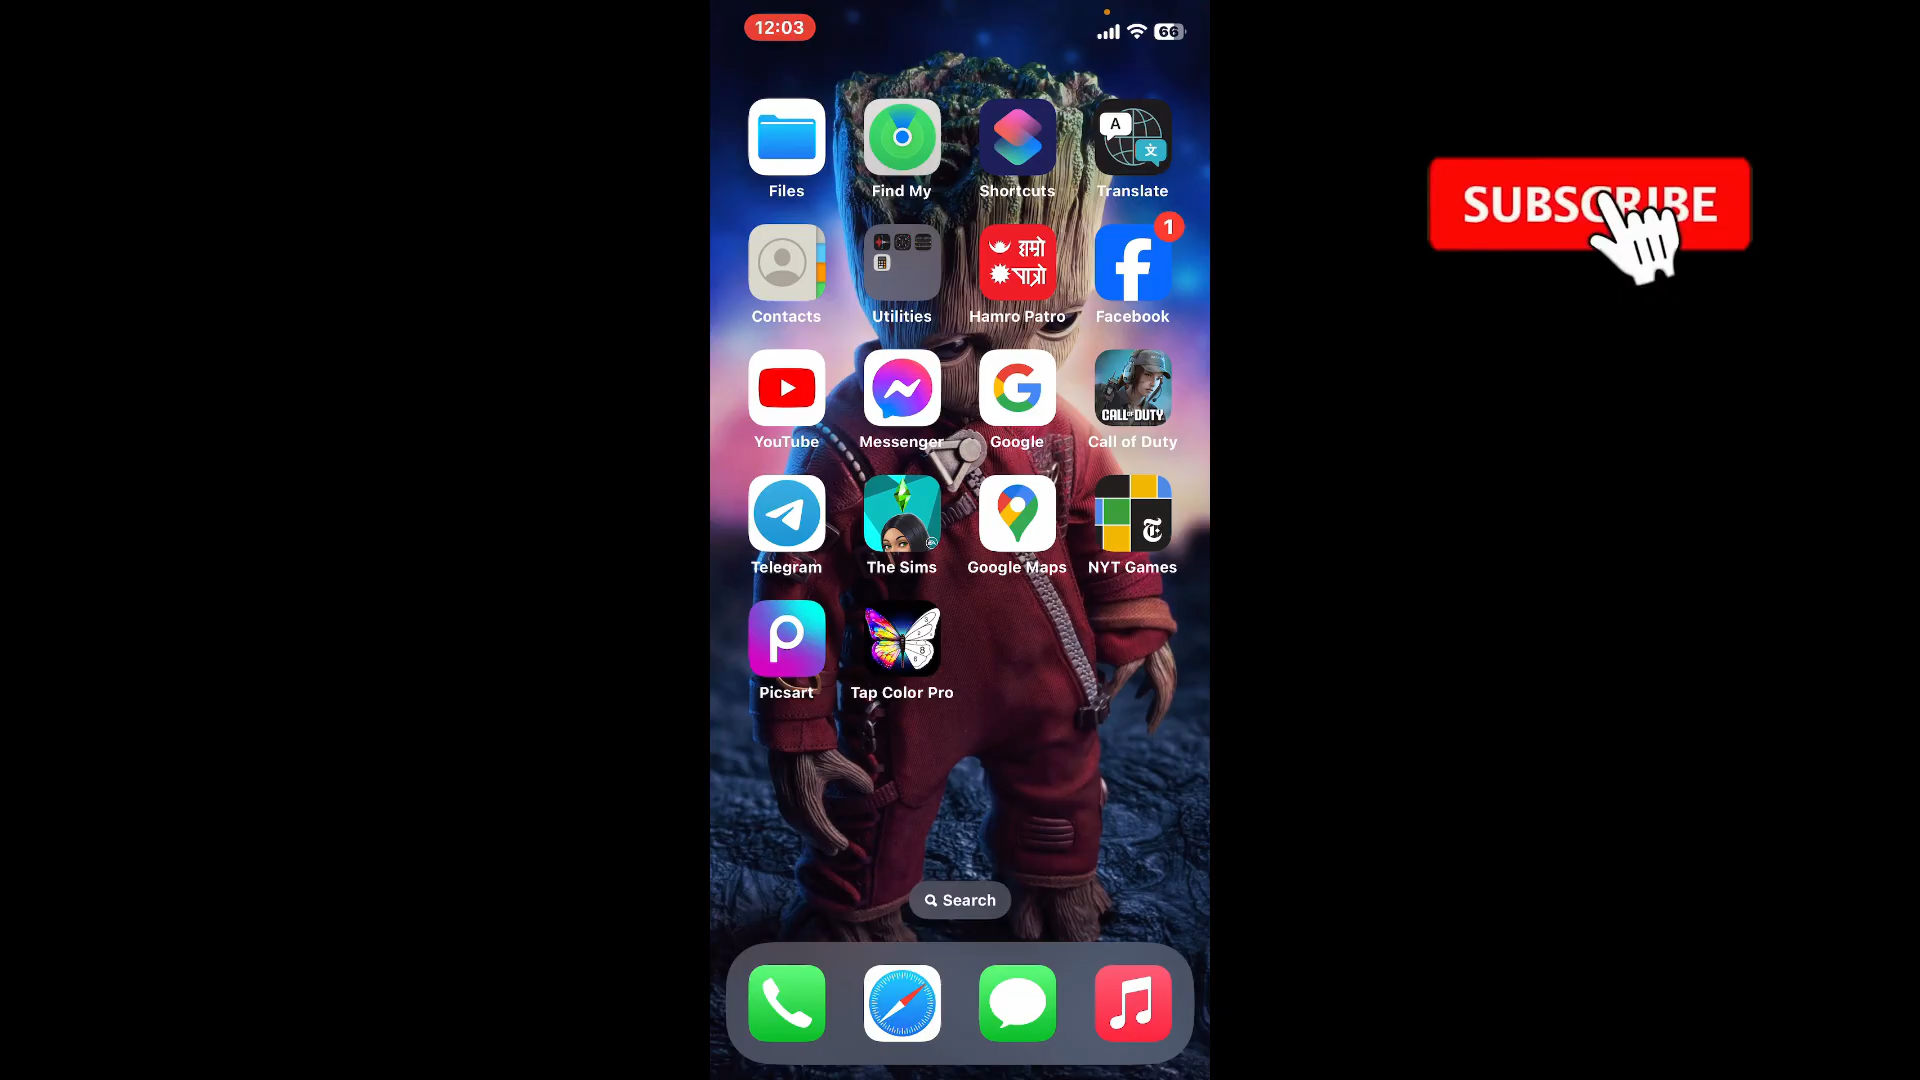 12:03
66
SUBSCRIBE
A
文
Files
Find My
Shortcuts
Translate
हाम्रो
पात्रो
1
Contacts
Utilities
Hamro Patro
Facebook
CALL OF DUTY
YouTube
Messenger
Google
Call of Duty
Telegram
The Sims
Google Maps
NYT Games
Picsart
Tap Color Pro
Search